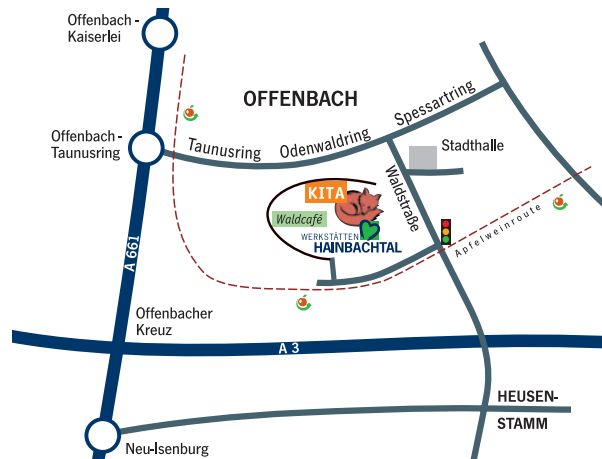 Offenbach -
Kaiserlei
OFFENBACH
Spessartring
Offenbach -
Taunusring
Taunusring
Odenwaldring
Stadthalle
Waldstraße
KITA
Waldcafé
WERKSTÄTTEN
HAINBACHTAL
Apfelweinroute
A 661
Offenbacher
Kreuz
A 3
HEUSEN-
STAMM
Neu-Isenburg